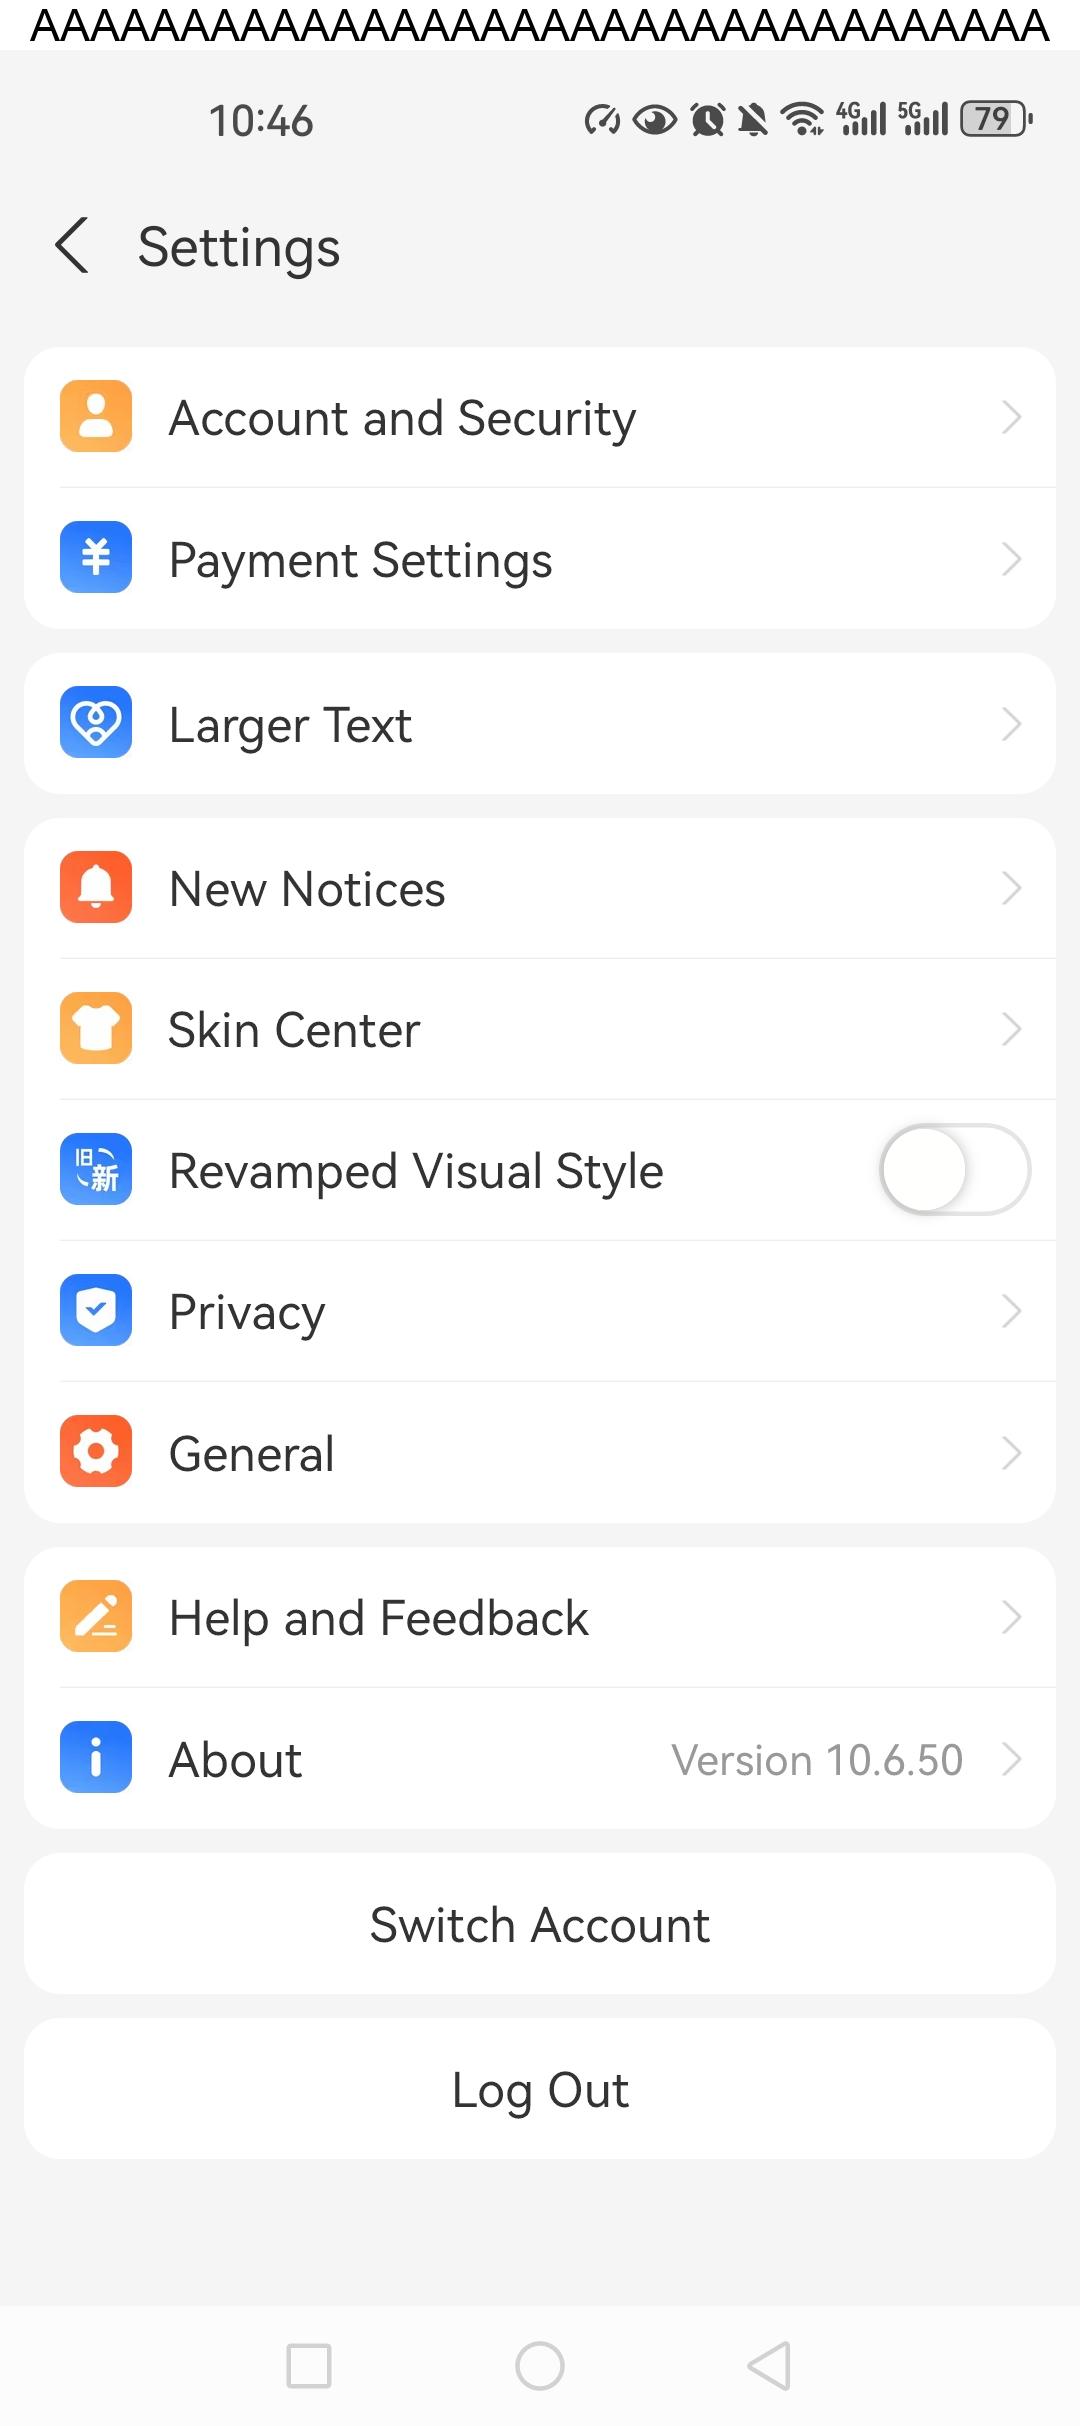 AAAAAAAAAAAAAAAAAAAAAAAAAAAAAAAAAA
10:46 4G 5G 79
Settings
Account and Security
¥ Payment Settings
Larger Text
New Notices
Skin Center
旧新 Revamped Visual Style
Privacy
General
Help and Feedback
About Version 10.6.50
Switch Account
Log Out